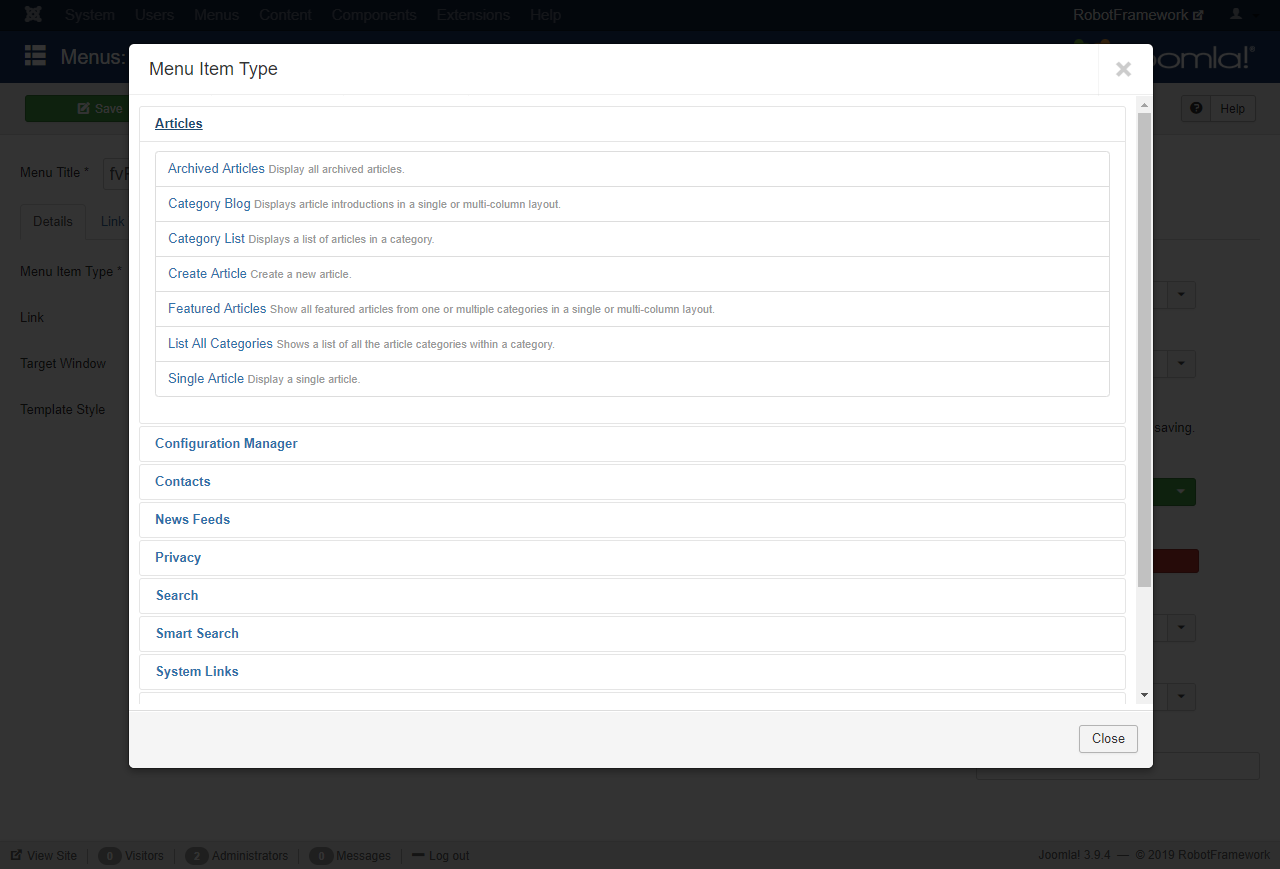 System Users Menus Content Components Extensions Help RobotFramework
Menus:
Joomla!
Menu Item Type
×
Save
Help
Menu Title *
Details Link
Menu Item Type *
Link
Target Window
Template Style
saving.
Articles
Archived Articles Display all archived articles.
Category Blog Displays article introductions in a single or multi-column layout.
Category List Displays a list of articles in a category.
Create Article Create a new article.
Featured Articles Show all featured articles from one or multiple categories in a single or multi-column layout.
List All Categories Shows a list of all the article categories within a category.
Single Article Display a single article.
Configuration Manager
Contacts
News Feeds
Privacy
Search
Smart Search
System Links
Close
View Site 0 Visitors 2 Administrators 0 Messages Log out Joomla! 3.9.4 — © 2019 RobotFramework